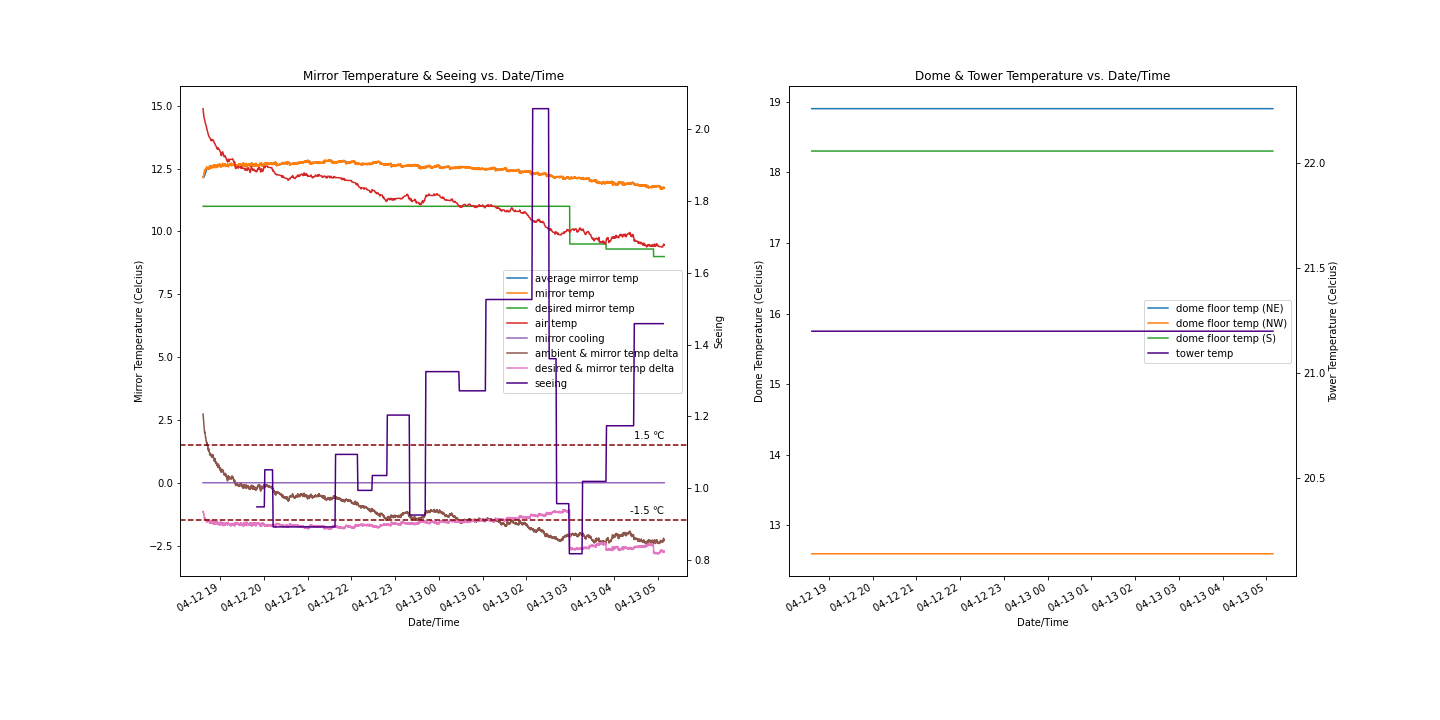 Mirror Temperature & Seeing vs. Date/Time
Mirror Temperature (Celcius)
15.0
12.5
10.0
7.5
5.0
2.5
0.0
−2.5
2.0
1.8
1.6
1.4
1.2
1.0
0.8
Seeing
average mirror temp
mirror temp
desired mirror temp
air temp
mirror cooling
ambient & mirror temp delta
desired & mirror temp delta
seeing
1.5 °C
-1.5 °C
04-12 19
04-12 20
04-12 21
04-12 22
04-12 23
04-13 00
04-13 01
04-13 02
04-13 03
04-13 04
04-13 05
Date/Time
Dome & Tower Temperature vs. Date/Time
Dome Temperature (Celcius)
19
18
17
16
15
14
13
22.0
21.5
21.0
20.5
Tower Temperature (Celcius)
dome floor temp (NE)
dome floor temp (NW)
dome floor temp (S)
tower temp
04-12 19
04-12 20
04-12 21
04-12 22
04-12 23
04-13 00
04-13 01
04-13 02
04-13 03
04-13 04
04-13 05
Date/Time